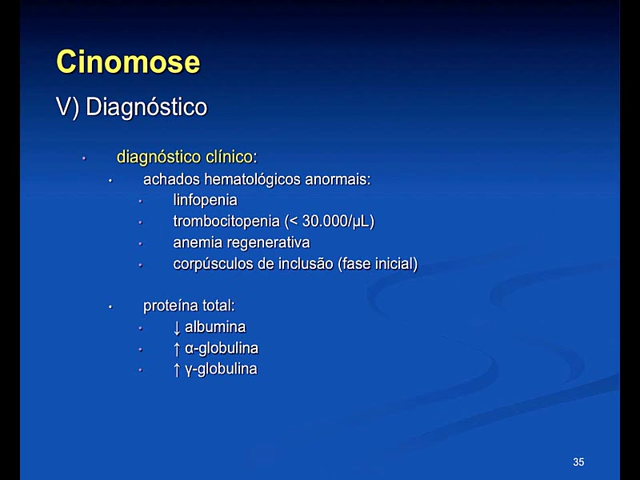 Cinomose
V) Diagnóstico
• diagnóstico clínico:
• achados hematológicos anormais:
• linfopenia
• trombocitopenia (< 30.000/μL)
• anemia regenerativa
• corpúsculos de inclusão (fase inicial)
• proteína total:
• ↓ albumina
• ↑ α-globulina
• ↑ γ-globulina
35